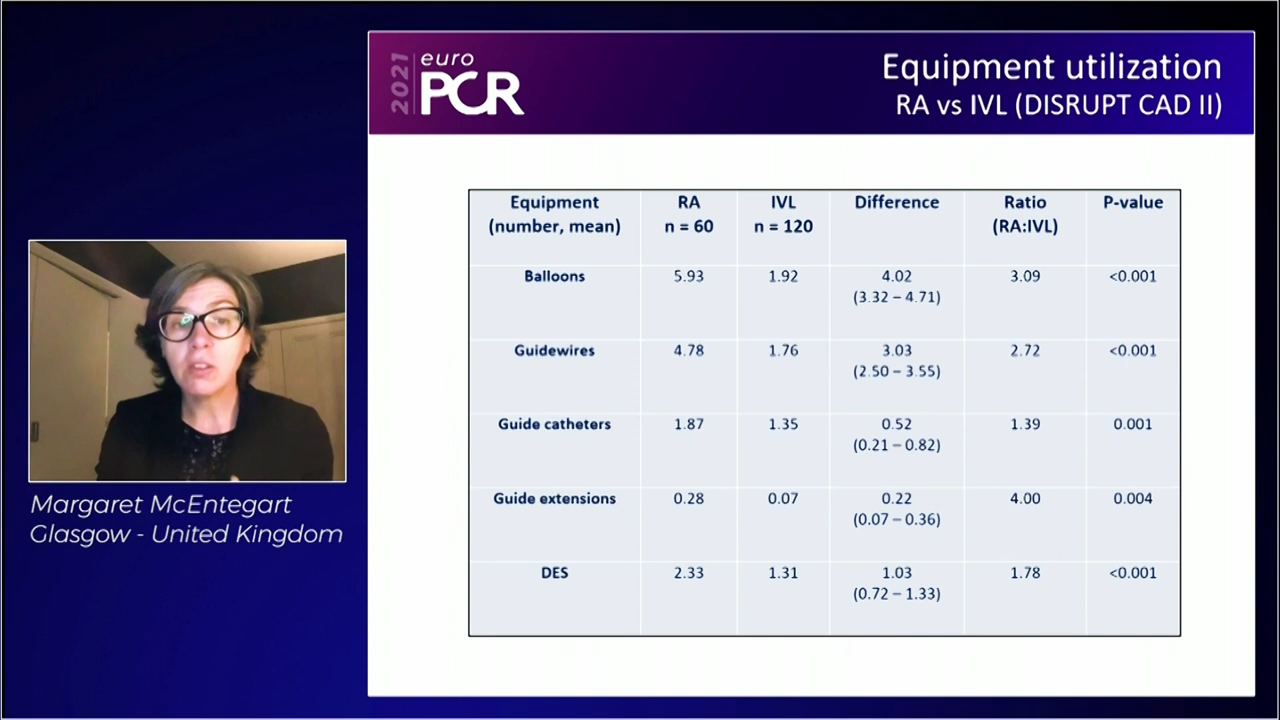 2021
euro
PCR
Equipment utilization
RA vs IVL (DISRUPT CAD II)
Equipment
(number, mean)
RA
n = 60
IVL
n = 120
Difference
Ratio
(RA:IVL)
P-value
Balloons
5.93
1.92
4.02
(3.32 – 4.71)
3.09
<0.001
Guidewires
4.78
1.76
3.03
(2.50 – 3.55)
2.72
<0.001
Guide catheters
1.87
1.35
0.52
(0.21 – 0.82)
1.39
0.001
Guide extensions
0.28
0.07
0.22
(0.07 – 0.36)
4.00
0.004
DES
2.33
1.31
1.03
(0.72 – 1.33)
1.78
<0.001
Margaret McEntegart
Glasgow - United Kingdom